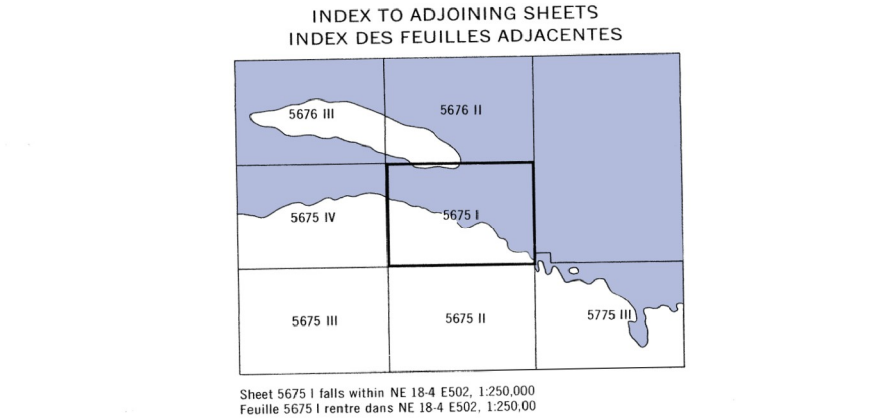 INDEX TO ADJOINING SHEETS
INDEX DES FEUILLES ADJACENTES
5676 III
5676 II
5675 IV
5675 I
5675 III
5675 II
5775 III
Sheet 5675 I falls within NE 18-4 E502, 1:250,000
Feuille 5675 I rentre dans NE 18-4 E502, 1:250,00